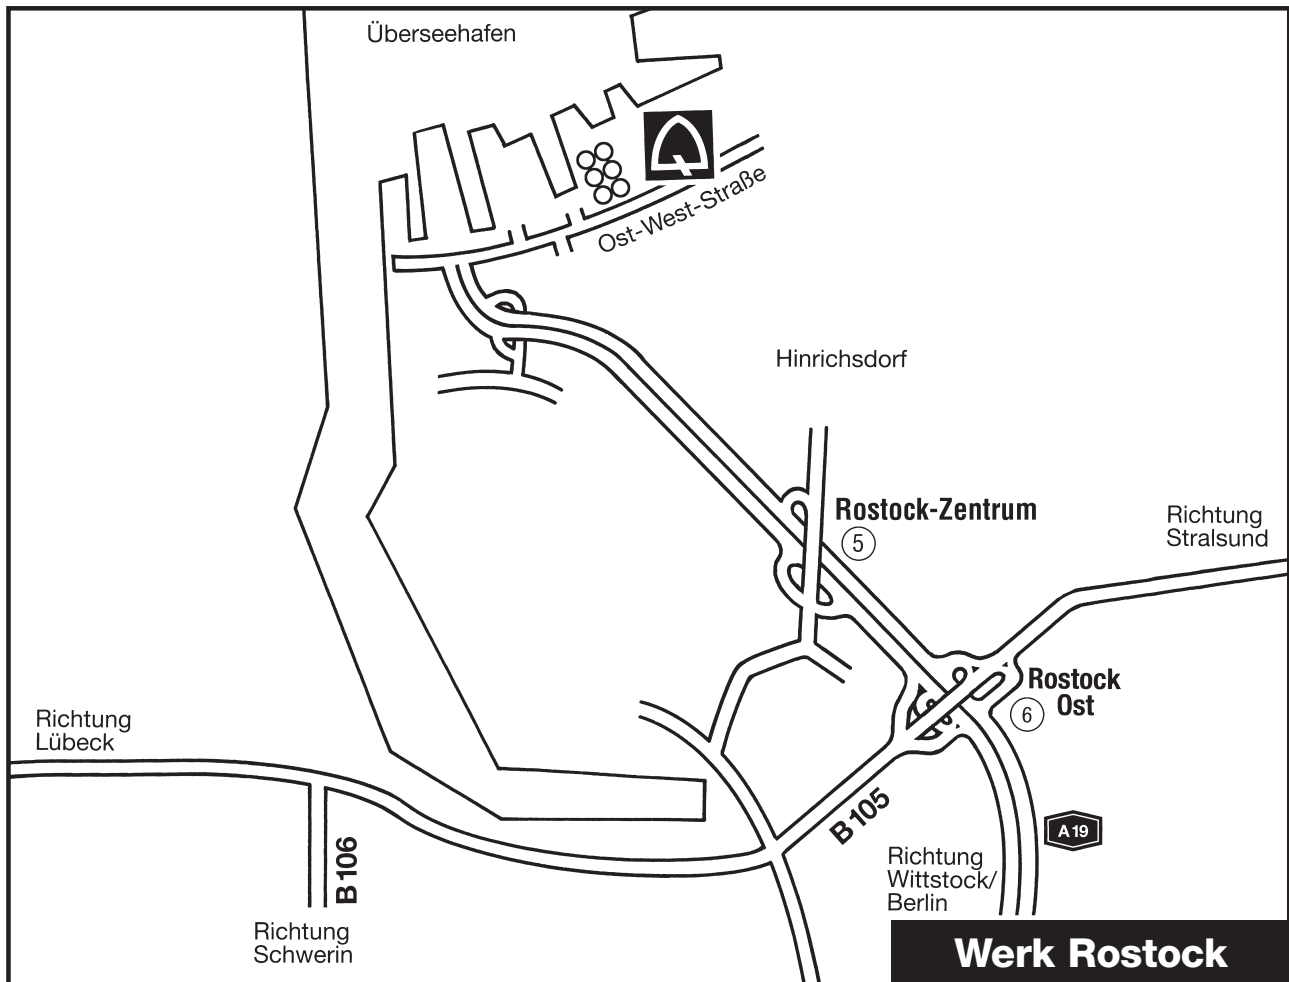 Überseehafen
Ost-West-Straße
Hinrichsdorf
Rostock-Zentrum
5
Richtung
Stralsund
Rostock
Ost
6
Richtung
Lübeck
B 105
A 19
B 106
Richtung
Wittstock/
Berlin
Richtung
Schwerin
Werk Rostock